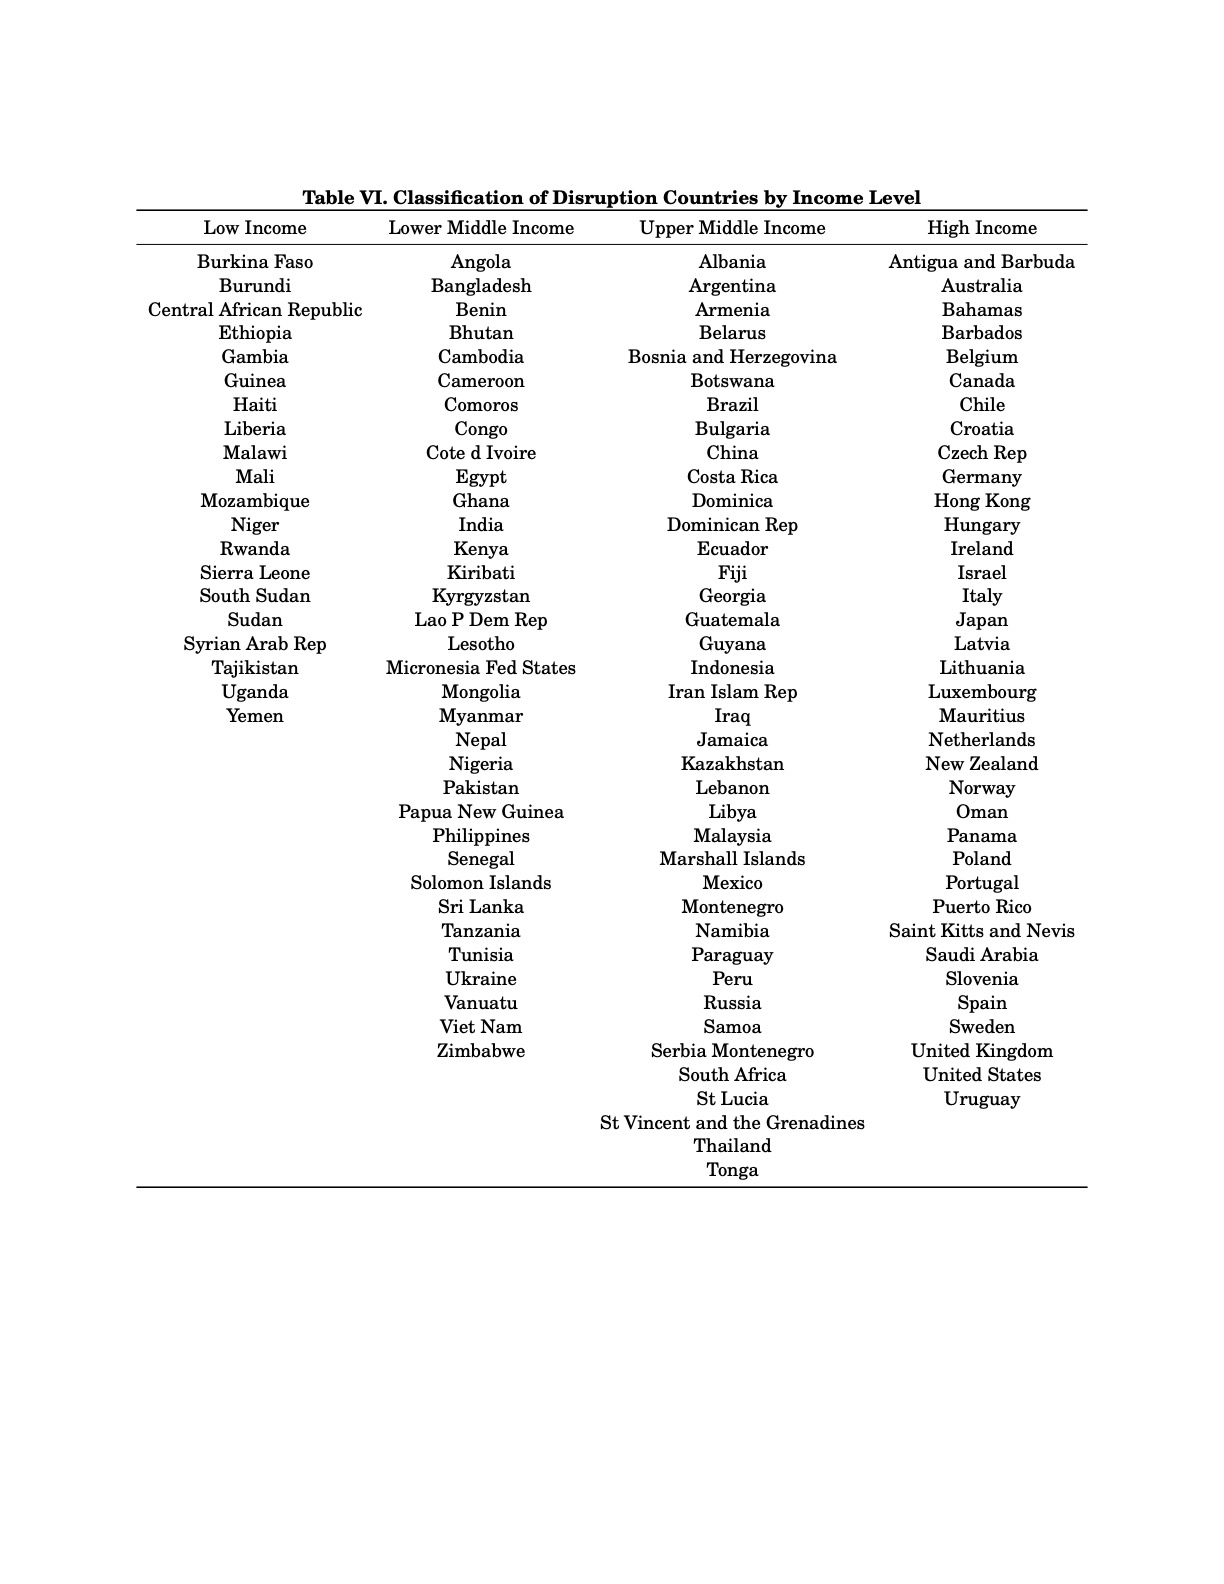 Table VI. Classification of Disruption Countries by Income Level
Low Income Lower Middle Income Upper Middle Income High Income
Burkina Faso Angola Albania Antigua and Barbuda
Burundi Bangladesh Argentina Australia
Central African Republic Benin Armenia Bahamas
Ethiopia Bhutan Belarus Barbados
Gambia Cambodia Bosnia and Herzegovina Belgium
Guinea Cameroon Botswana Canada
Haiti Comoros Brazil Chile
Liberia Congo Bulgaria Croatia
Malawi Cote d Ivoire China Czech Rep
Mali Egypt Costa Rica Germany
Mozambique Ghana Dominica Hong Kong
Niger India Dominican Rep Hungary
Rwanda Kenya Ecuador Ireland
Sierra Leone Kiribati Fiji Israel
South Sudan Kyrgyzstan Georgia Italy
Sudan Lao P Dem Rep Guatemala Japan
Syrian Arab Rep Lesotho Guyana Latvia
Tajikistan Micronesia Fed States Indonesia Lithuania
Uganda Mongolia Iran Islam Rep Luxembourg
Yemen Myanmar Iraq Mauritius
Nepal Jamaica Netherlands
Nigeria Kazakhstan New Zealand
Pakistan Lebanon Norway
Papua New Guinea Libya Oman
Philippines Malaysia Panama
Senegal Marshall Islands Poland
Solomon Islands Mexico Portugal
Sri Lanka Montenegro Puerto Rico
Tanzania Namibia Saint Kitts and Nevis
Tunisia Paraguay Saudi Arabia
Ukraine Peru Slovenia
Vanuatu Russia Spain
Viet Nam Samoa Sweden
Zimbabwe Serbia Montenegro United Kingdom
South Africa United States
St Lucia Uruguay
St Vincent and the Grenadines
Thailand
Tonga